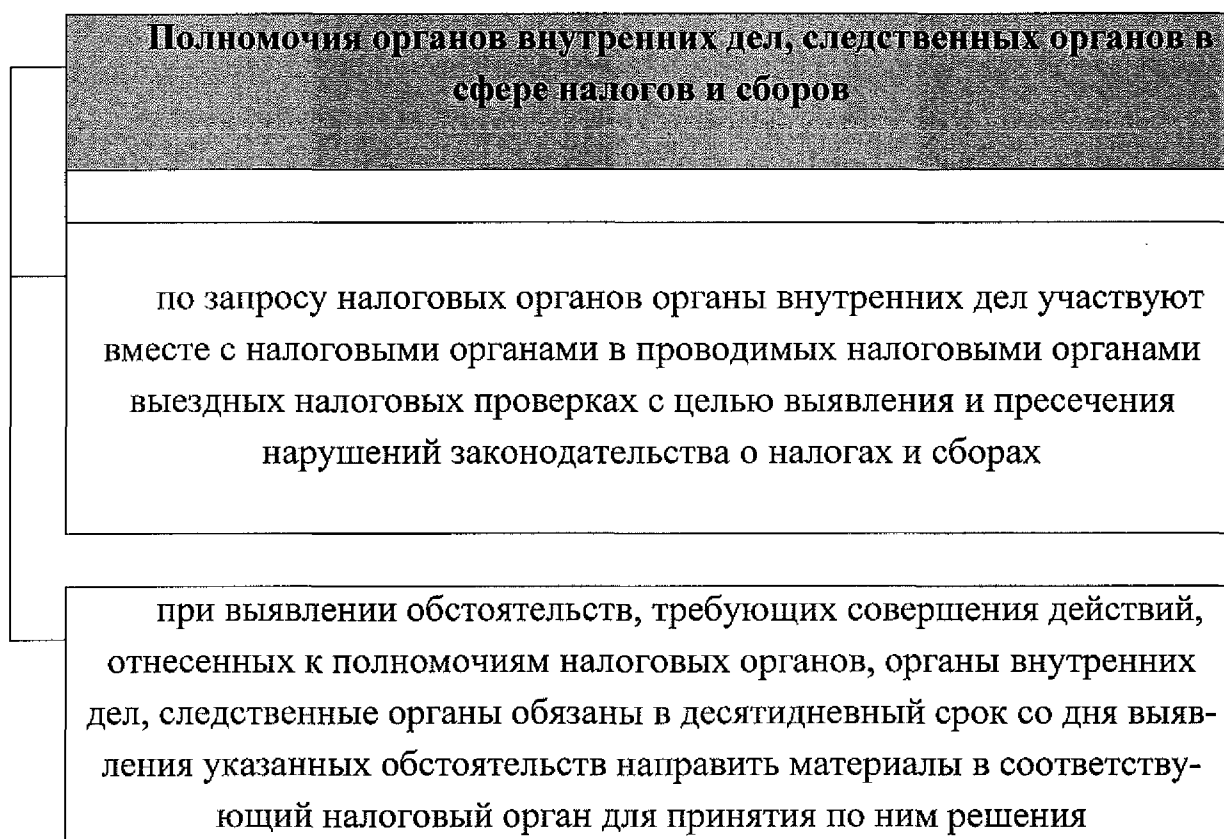 Полномочия органов внутренних дел, следственных органов в
сфере налогов и сборов
по запросу налоговых органов органы внутренних дел участвуют
вместе с налоговыми органами в проводимых налоговыми органами
выездных налоговых проверках с целью выявления и пресечения
нарушений законодательства о налогах и сборах
при выявлении обстоятельств, требующих совершения действий,
отнесенных к полномочиям налоговых органов, органы внутренних
дел, следственные органы обязаны в десятидневный срок со дня выяв-
ления указанных обстоятельств направить материалы в соответству-
ющий налоговый орган для принятия по ним решения